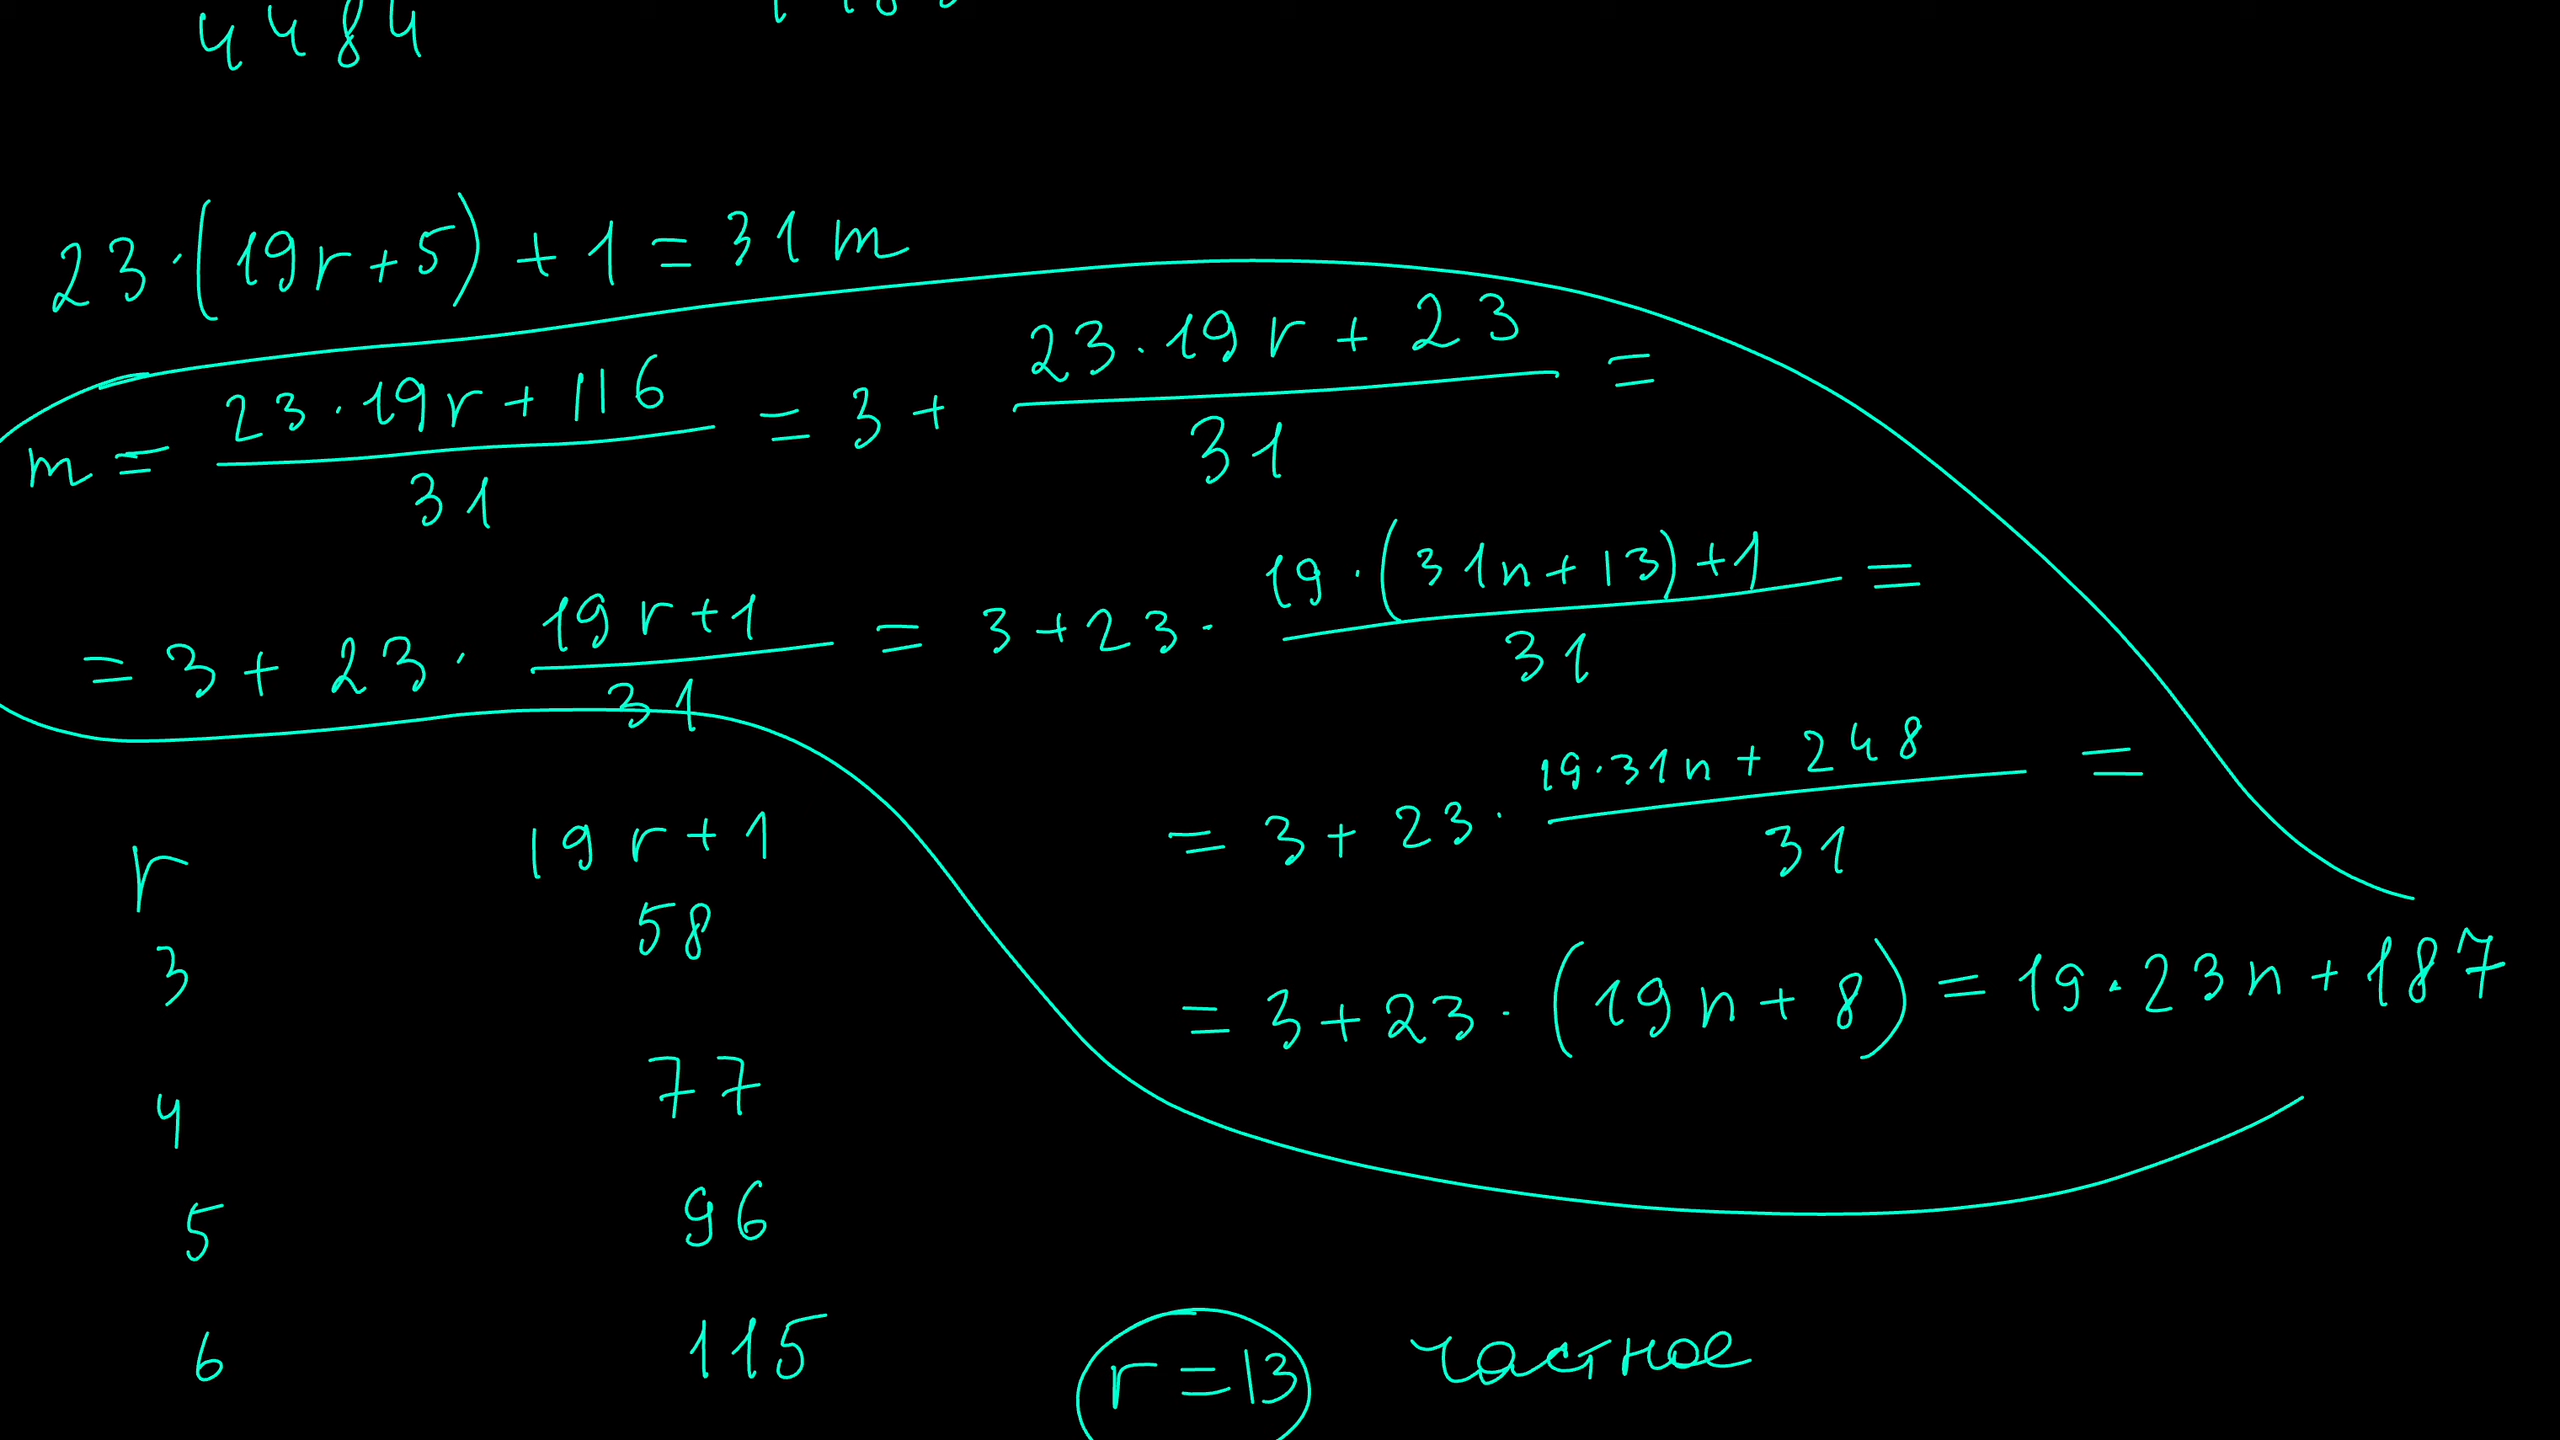 4484
23·(19r+5)+1=31m
m = (23·19r+116)/31 = 3 + (23·19r+23)/31 =
= 3 + 23 · (19r+1)/31 = 3+23· (19·(31n+13)+1)/31 =
= 3 + 23 · (19·31n + 248)/31 =
= 3 + 23 · (19n + 8) = 19·23n + 187
r 19r+1
3 58
4 77
5 96
6 115
r = 13 частное